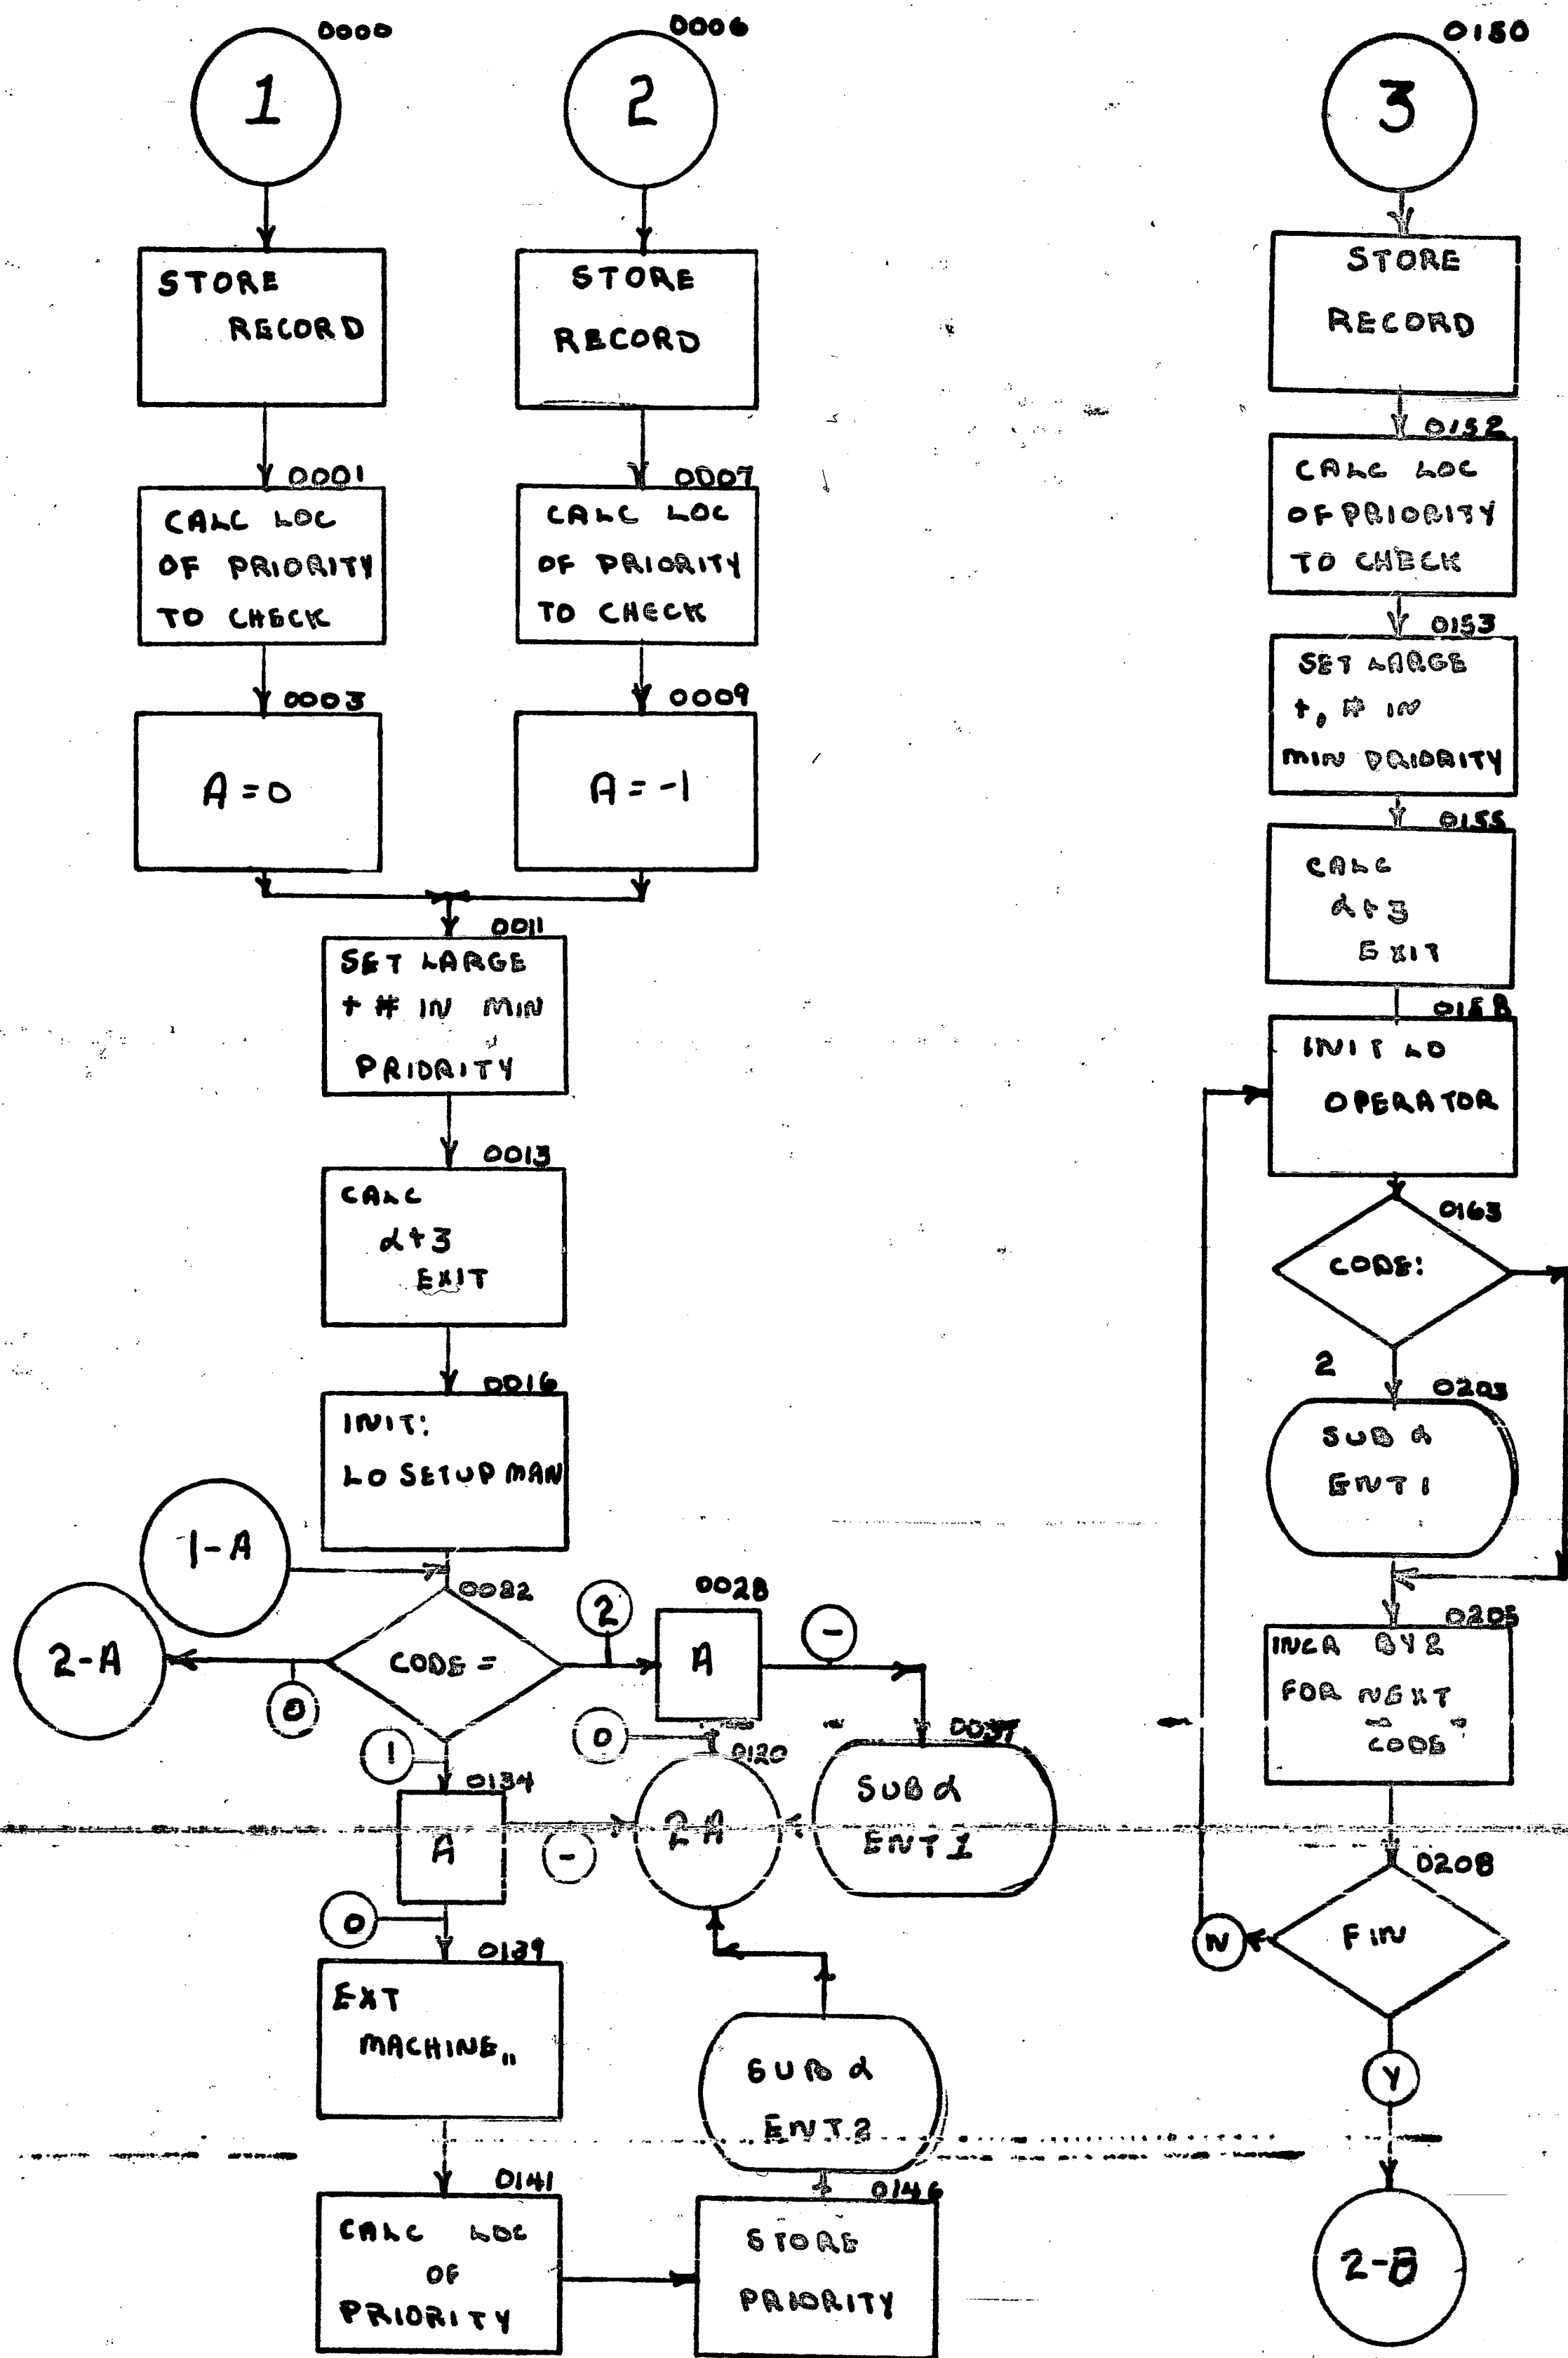 0000
1
STORE
RECORD
0001
CALC LOC
OF PRIORITY
TO CHECK
0003
A = 0
0006
2
STORE
RECORD
0007
CALC LOC
OF PRIORITY
TO CHECK
0009
A = -1
0011
SET LARGE
+ # IN MIN
PRIORITY
0013
CALC
α+3
EXIT
0016
INIT:
LO SETUP MAN
1-A
0022
CODE =
2-A
0
2
0028
A
-
0
0037
SUB α
ENT 1
0120
2A
1
0134
A
-
0
0139
EXT
MACHINE
0141
CALC LOC
OF
PRIORITY
0146
STORE
PRIORITY
SUB α
ENT 2
0150
3
STORE
RECORD
0152
CALC LOC
OF PRIORITY
TO CHECK
0153
SET LARGE
+, # IN
MIN PRIORITY
0155
CALC
α+3
EXIT
0158
INIT LO
OPERATOR
0163
CODE:
2
0203
SUB α
ENT 1
0205
INCR BY 2
FOR NEXT
CODE
0208
FIN
N
Y
2-B